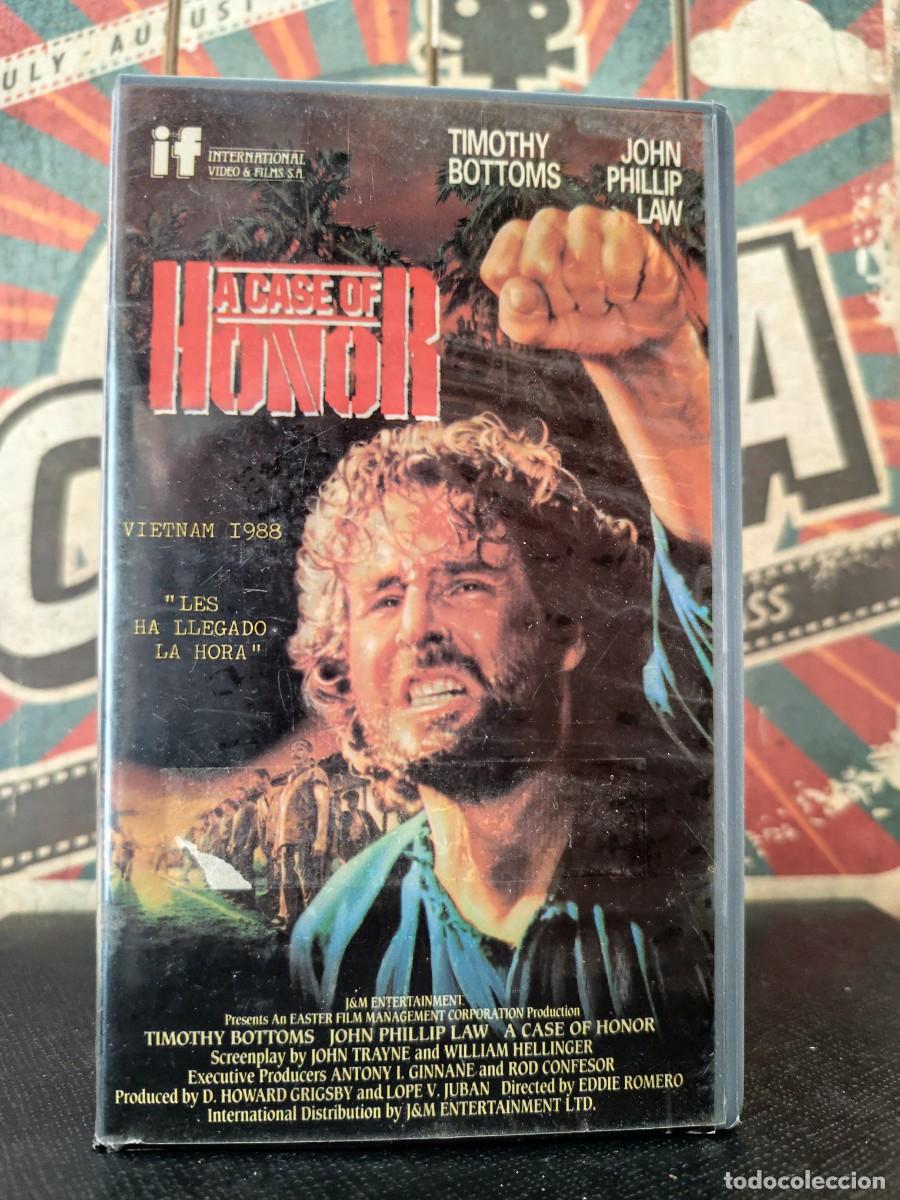 JULY - AUGUST
if INTERNATIONAL
VIDEO & FILMS, S.A.
TIMOTHY
BOTTOMS
JOHN
PHILLIP
LAW
A CASE OF
HONOR
VIETNAM 1988
"LES
HA LLEGADO
LA HORA"
J&M ENTERTAINMENT
Presents An EASTER FILM MANAGEMENT CORPORATION Production
TIMOTHY BOTTOMS JOHN PHILLIP LAW A CASE OF HONOR
Screenplay by JOHN TRAYNE and WILLIAM HELLINGER
Executive Producers ANTONY I. GINNANE and ROD CONFESOR
Produced by D. HOWARD GRIGSBY and LOPE V. JUBAN Directed by EDDIE ROMERO
International Distribution by J&M ENTERTAINMENT LTD.
todocoleccion